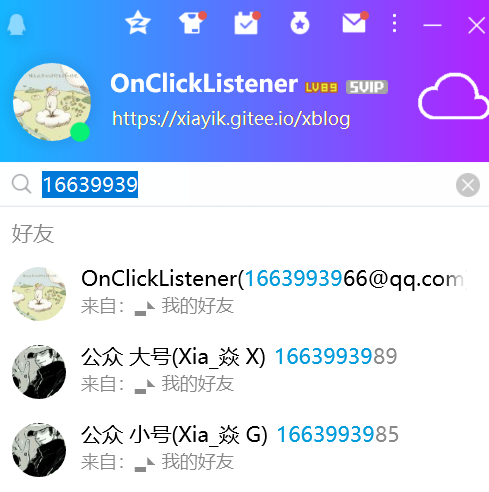 OnClickListener LV89 SVIP
https://xiayik.gitee.io/xblog
16639939
好友
OnClickListener(1663993966@qq.com)
来自： 我的好友
公众 大号(Xia_焱 X) 1663993989
来自： 我的好友
公众 小号(Xia_焱 G) 1663993985
来自： 我的好友